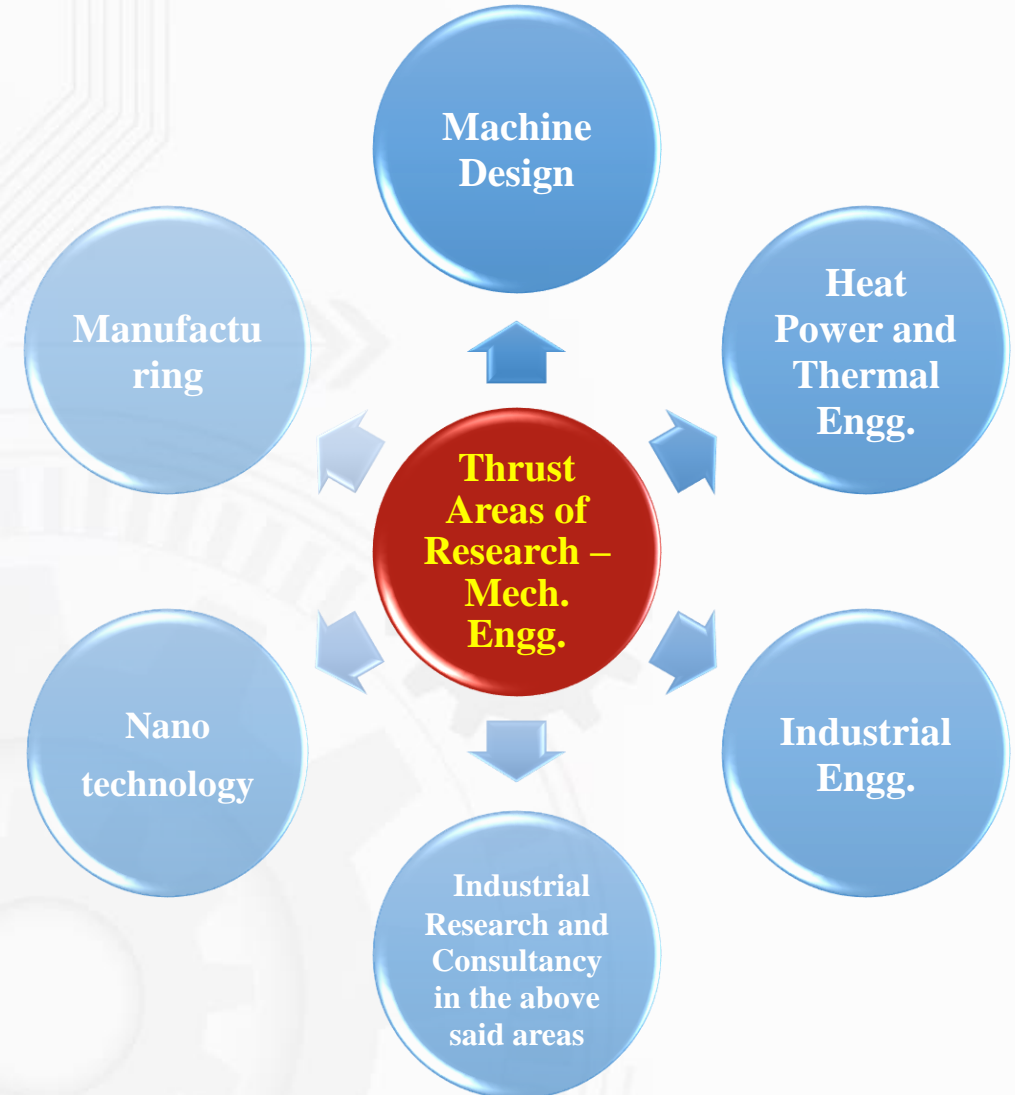 Machine
Design
Heat
Power and
Thermal
Engg.
Manufactu
ring
Thrust
Areas of
Research –
Mech.
Engg.
Nano
technology
Industrial
Engg.
Industrial
Research and
Consultancy
in the above
said areas